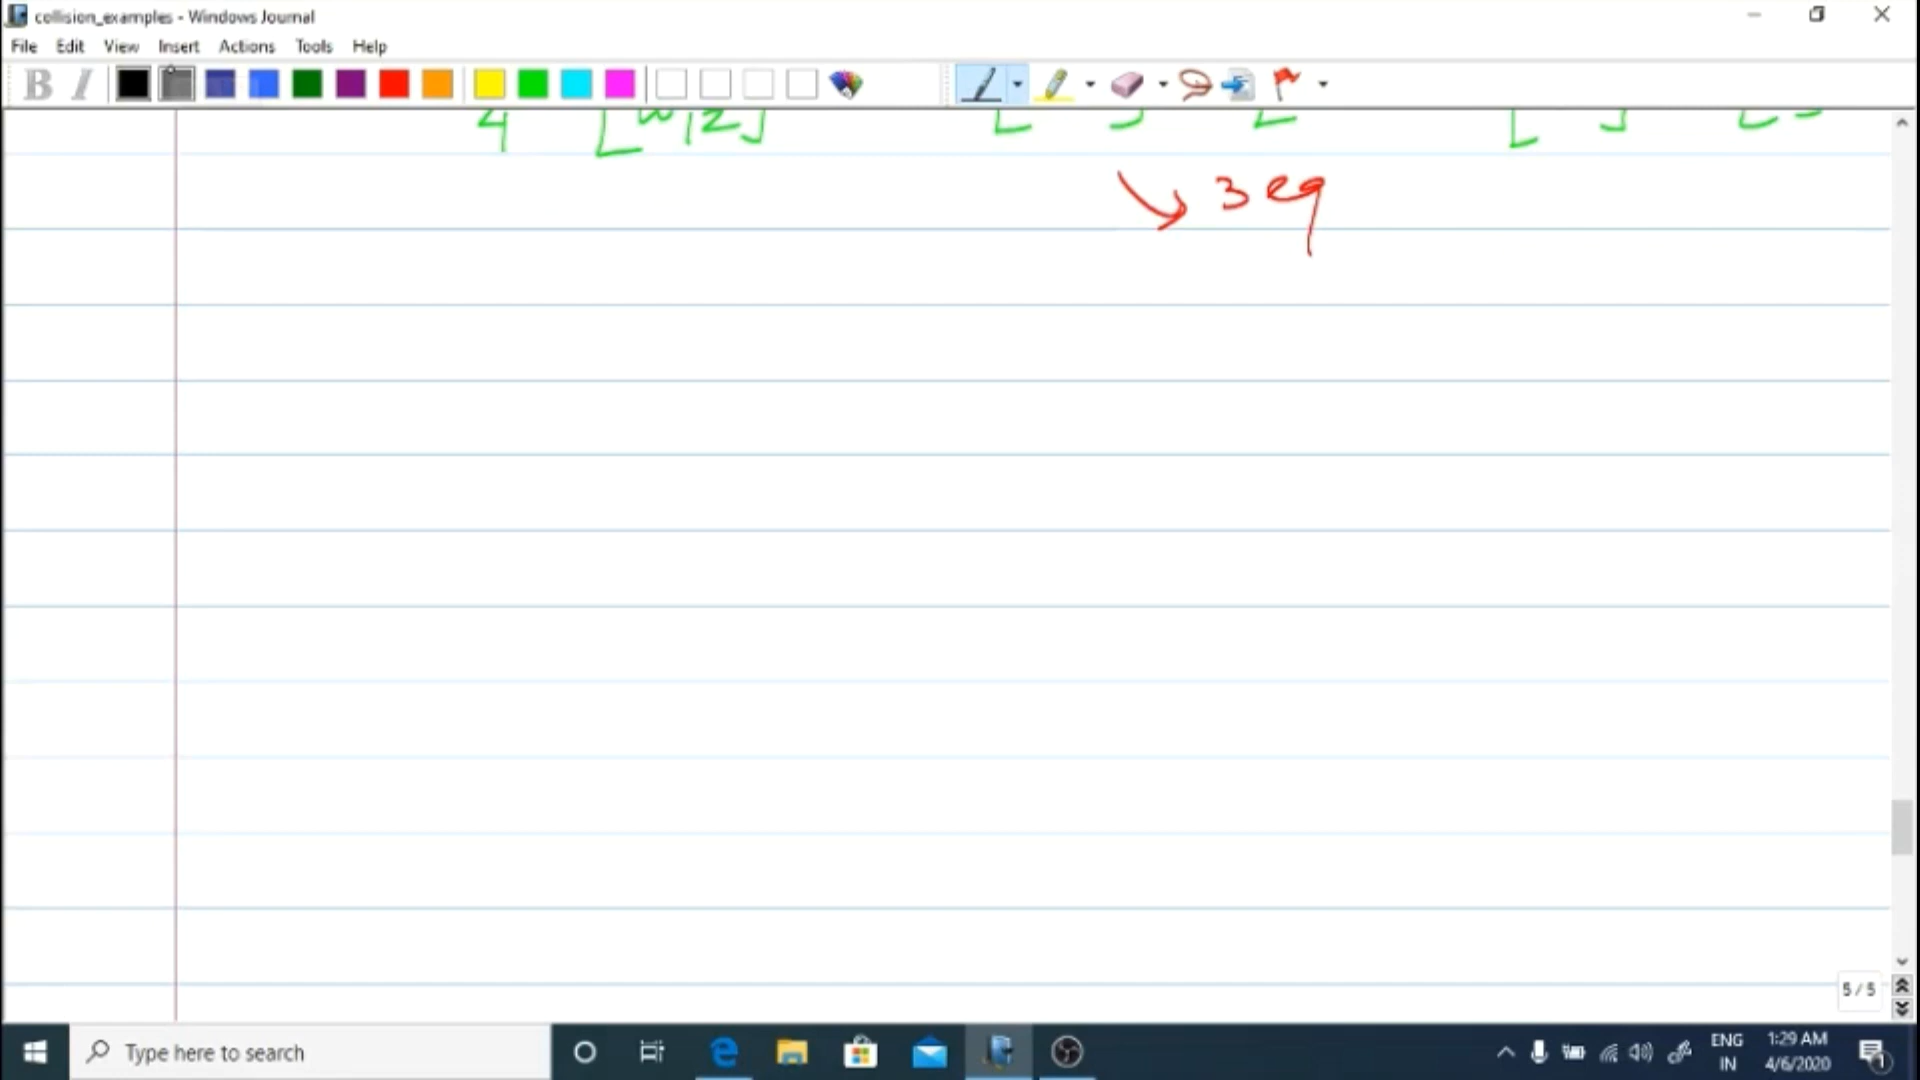 collision_examples - Windows Journal
File Edit View Insert Actions Tools Help
B I
3 eq
5 / 5
Type here to search
ENG
IN
1:29 AM
4/6/2020
1